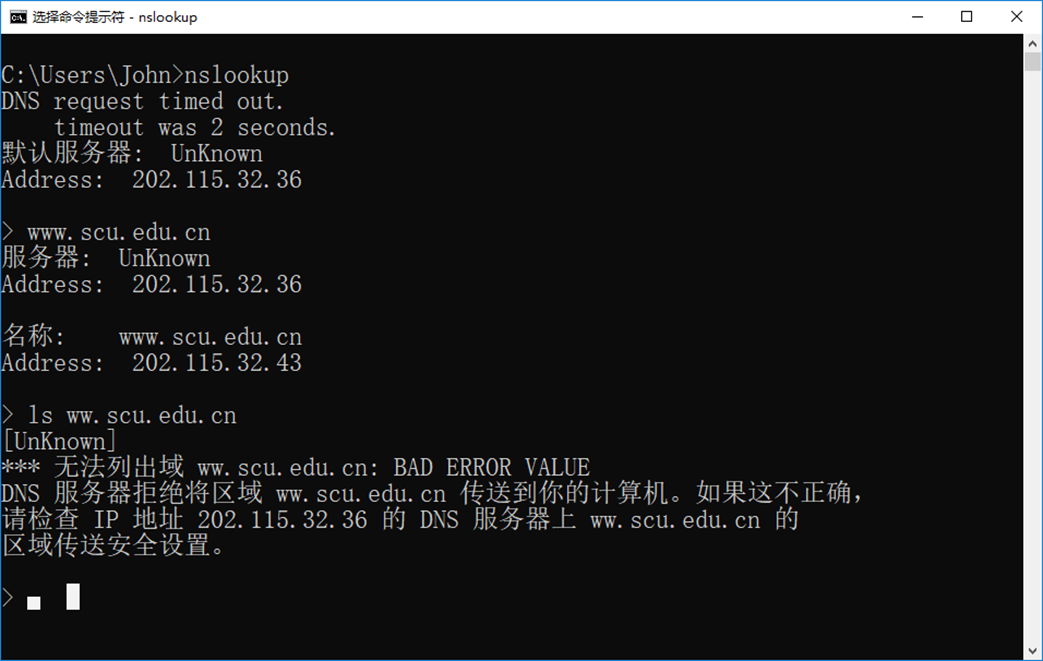 选择命令提示符 - nslookup
C:\Users\John>nslookup
DNS request timed out.
    timeout was 2 seconds.
默认服务器:  UnKnown
Address:  202.115.32.36
> www.scu.edu.cn
服务器:  UnKnown
Address:  202.115.32.36
名称:    www.scu.edu.cn
Address:  202.115.32.43
> ls ww.scu.edu.cn
[UnKnown]
*** 无法列出域 ww.scu.edu.cn: BAD ERROR VALUE
DNS 服务器拒绝将区域 ww.scu.edu.cn 传送到你的计算机。如果这不正确，
请检查 IP 地址 202.115.32.36 的 DNS 服务器上 ww.scu.edu.cn 的
区域传送安全设置。
>